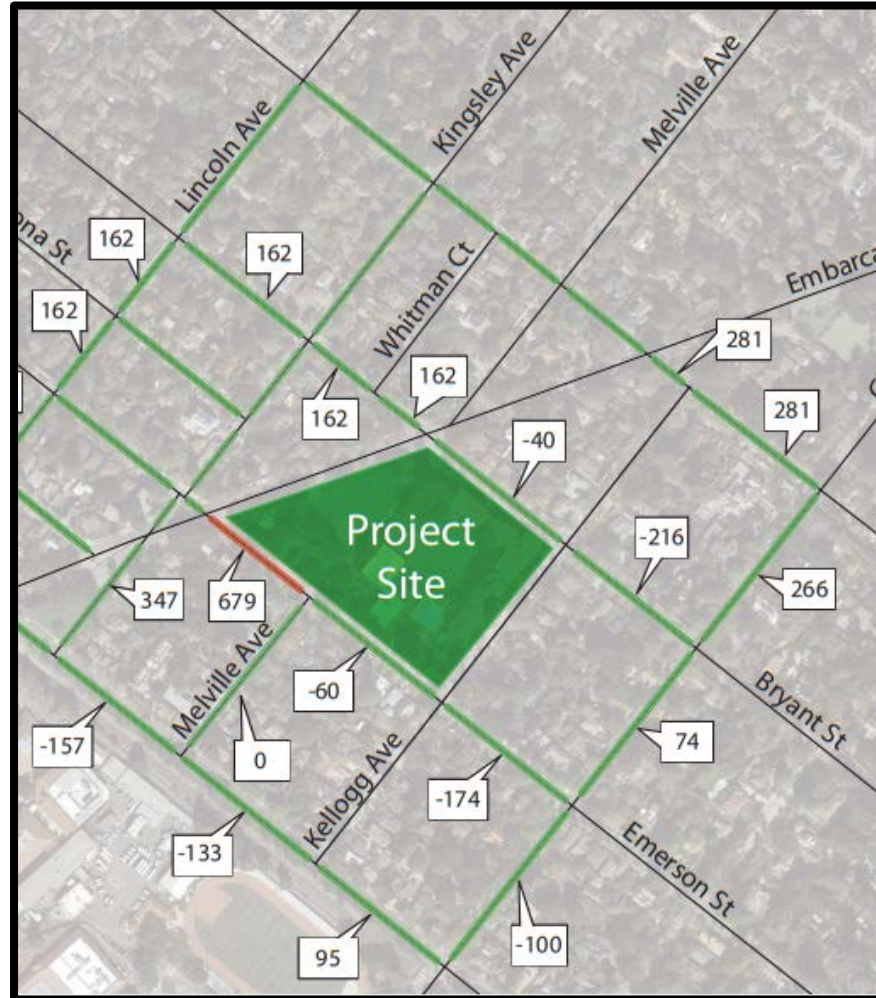 Kingsley Ave
Melville Ave
Lincoln Ave
ona St
162
162
Whitman Ct
Embarca
162
281
162
162
281
-40
Project
Site
-216
347
679
266
Melville Ave
-60
Bryant St
-157
0
74
Kellogg Ave
-174
-133
Emerson St
95
-100